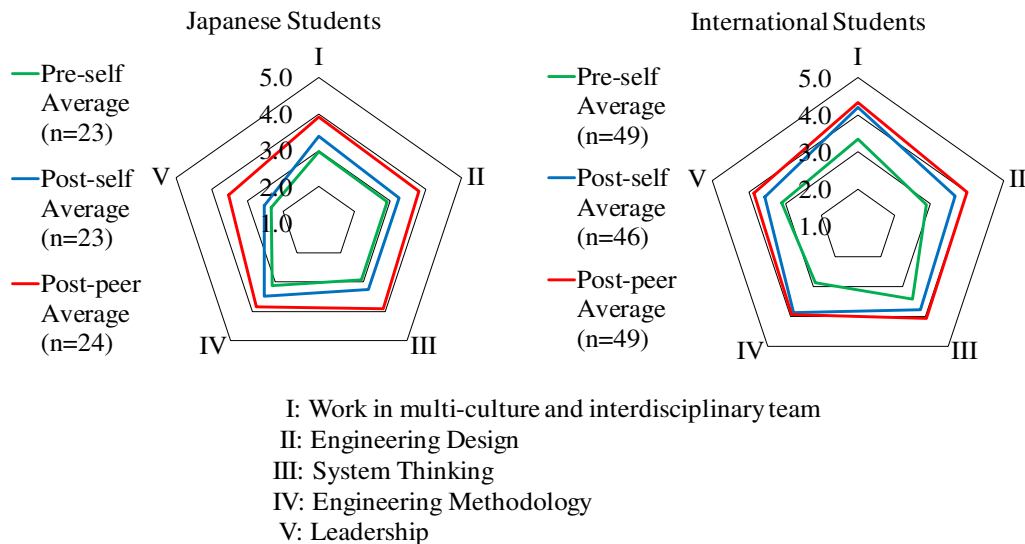 Japanese Students
I
5.0
4.0
3.0
2.0
1.0
II
III
IV
V
Pre-self
Average
(n=23)
Post-self
Average
(n=23)
Post-peer
Average
(n=24)
International Students
I
5.0
4.0
3.0
2.0
1.0
II
III
IV
V
Pre-self
Average
(n=49)
Post-self
Average
(n=46)
Post-peer
Average
(n=49)
I: Work in multi-culture and interdisciplinary team
II: Engineering Design
III: System Thinking
IV: Engineering Methodology
V: Leadership